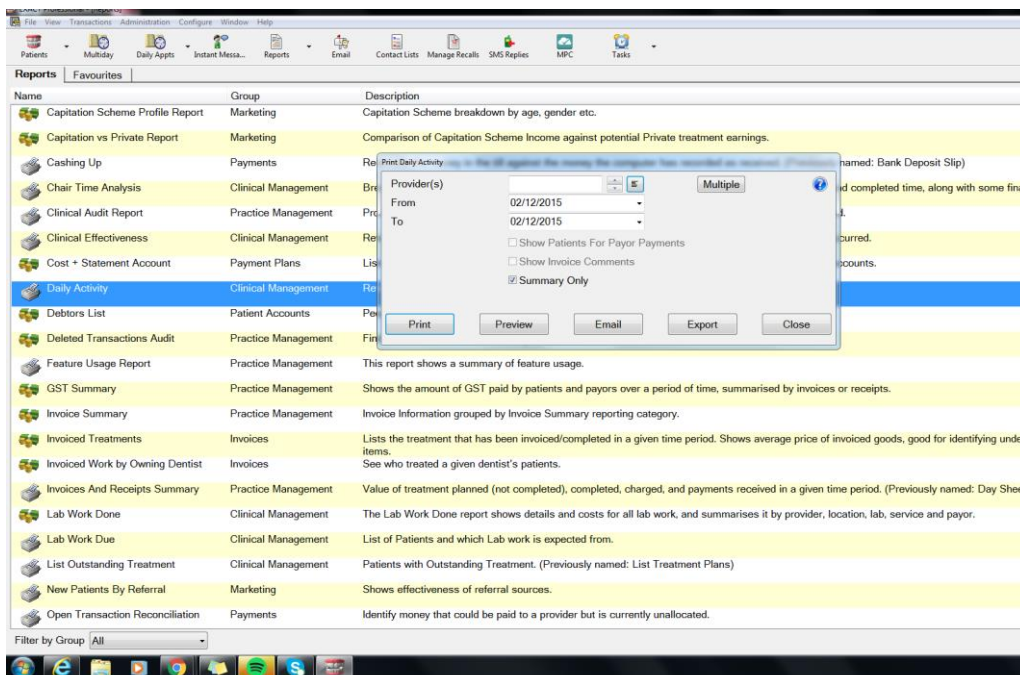 File View Transactions Administration Configure Window Help
Patients Multiday Daily Appts Instant Messa... Reports Email Contact Lists Manage Recalls SMS Replies MPC Tasks
Reports Favourites
Name Group Description
Capitation Scheme Profile Report Marketing Capitation Scheme breakdown by age, gender etc.
Capitation vs Private Report Marketing Comparison of Capitation Scheme Income against potential Private treatment earnings.
Cashing Up Payments named: Bank Deposit Slip)
Chair Time Analysis Clinical Management completed time, along with some fina
Clinical Audit Report Practice Management
Clinical Effectiveness Clinical Management curred.
Cost + Statement Account Payment Plans ccounts.
Daily Activity Clinical Management
Debtors List Patient Accounts
Deleted Transactions Audit Practice Management
Feature Usage Report Practice Management This report shows a summary of feature usage.
GST Summary Practice Management Shows the amount of GST paid by patients and payors over a period of time, summarised by invoices or receipts.
Invoice Summary Practice Management Invoice Information grouped by Invoice Summary reporting category.
Invoiced Treatments Invoices Lists the treatment that has been invoiced/completed in a given time period. Shows average price of invoiced goods, good for identifying unde
items.
Invoiced Work by Owning Dentist Invoices See who treated a given dentist's patients.
Invoices And Receipts Summary Practice Management Value of treatment planned (not completed), completed, charged, and payments received in a given time period. (Previously named: Day Shee
Lab Work Done Clinical Management The Lab Work Done report shows details and costs for all lab work, and summarises it by provider, location, lab, service and payor.
Lab Work Due Clinical Management List of Patients and which Lab work is expected from.
List Outstanding Treatment Clinical Management Patients with Outstanding Treatment. (Previously named: List Treatment Plans)
New Patients By Referral Marketing Shows effectiveness of referral sources.
Open Transaction Reconciliation Payments Identify money that could be paid to a provider but is currently unallocated.
Filter by Group All
Print Daily Activity
Provider(s) Multiple
From 02/12/2015
To 02/12/2015
Show Patients For Payor Payments
Show Invoice Comments
Summary Only
Print Preview Email Export Close